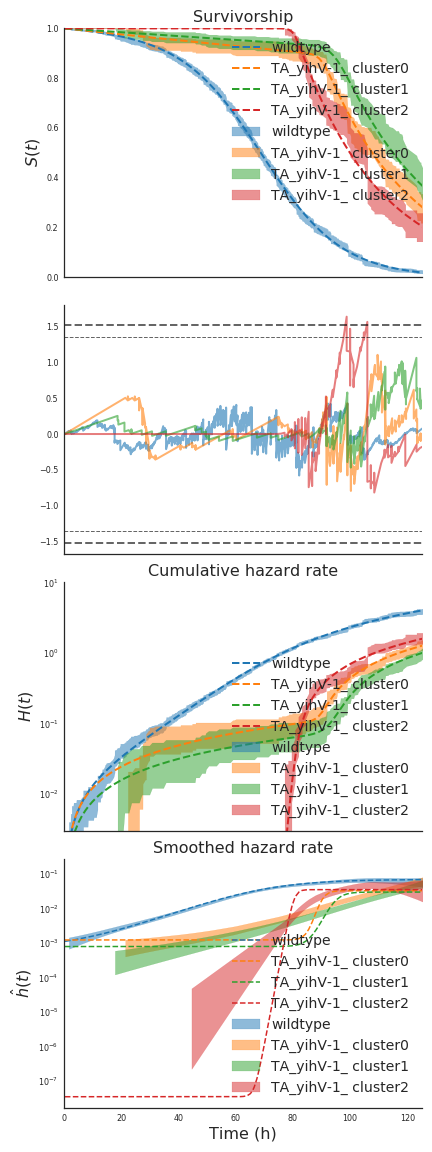 Survivorship
1.0
0.8
0.6
0.4
0.2
0.0
S(t)
wildtype
TA_yihV-1_ cluster0
TA_yihV-1_ cluster1
TA_yihV-1_ cluster2
wildtype
TA_yihV-1_ cluster0
TA_yihV-1_ cluster1
TA_yihV-1_ cluster2
1.5
1.0
0.5
0.0
−0.5
−1.0
−1.5
Cumulative hazard rate
10¹
10⁰
10⁻¹
10⁻²
H(t)
wildtype
TA_yihV-1_ cluster0
TA_yihV-1_ cluster1
TA_yihV-1_ cluster2
wildtype
TA_yihV-1_ cluster0
TA_yihV-1_ cluster1
TA_yihV-1_ cluster2
Smoothed hazard rate
10⁻¹
10⁻²
10⁻³
10⁻⁴
10⁻⁵
10⁻⁶
10⁻⁷
ĥ(t)
wildtype
TA_yihV-1_ cluster0
TA_yihV-1_ cluster1
TA_yihV-1_ cluster2
wildtype
TA_yihV-1_ cluster0
TA_yihV-1_ cluster1
TA_yihV-1_ cluster2
0 20 40 60 80 100 120
Time (h)